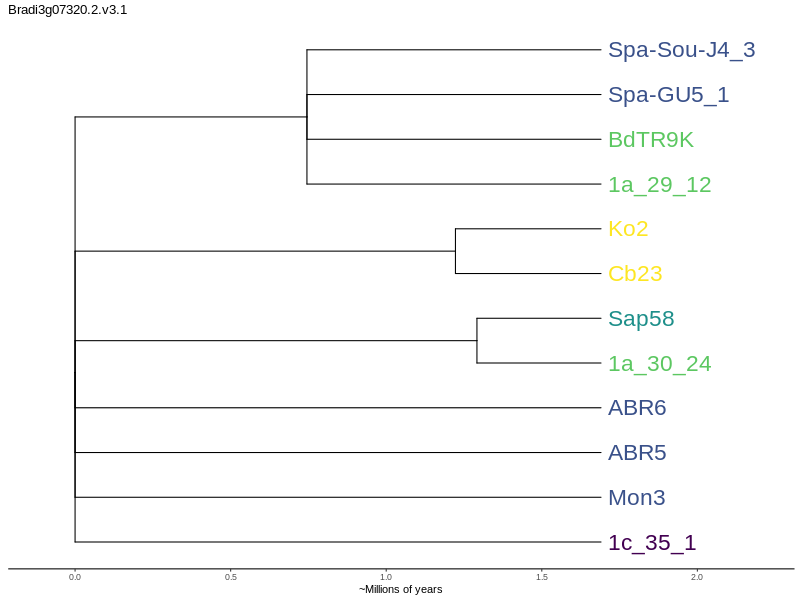 Bradi3g07320.2.v3.1
Spa-Sou-J4_3
Spa-GU5_1
BdTR9K
1a_29_12
Ko2
Cb23
Sap58
1a_30_24
ABR6
ABR5
Mon3
1c_35_1
0.0 0.5 1.0 1.5 2.0
~Millions of years